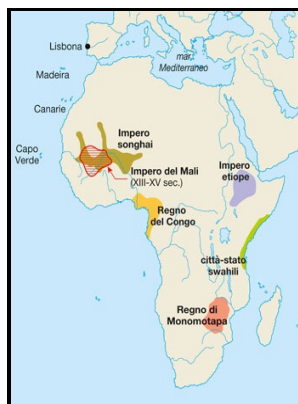 Lisbona
mar
Mediterraneo
Madeira
Canarie
Capo
Verde
Impero
songhai
Impero del Mali
(XIII-XV sec.)
Impero
etiope
Regno
del Congo
città-stato
swahili
Regno di
Monomotapa